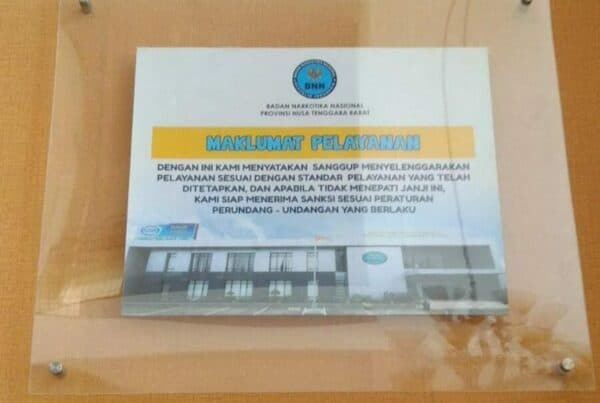 BNN
BADAN NARKOTIKA NASIONAL
PROVINSI NUSA TENGGARA BARAT
MAKLUMAT PELAYANAN
DENGAN INI KAMI MENYATAKAN SANGGUP MENYELENGGARAKAN
PELAYANAN SESUAI DENGAN STANDAR PELAYANAN YANG TELAH
DITETAPKAN, DAN APABILA TIDAK MENEPATI JANJI INI,
KAMI SIAP MENERIMA SANKSI SESUAI PERATURAN
PERUNDANG - UNDANGAN YANG BERLAKU